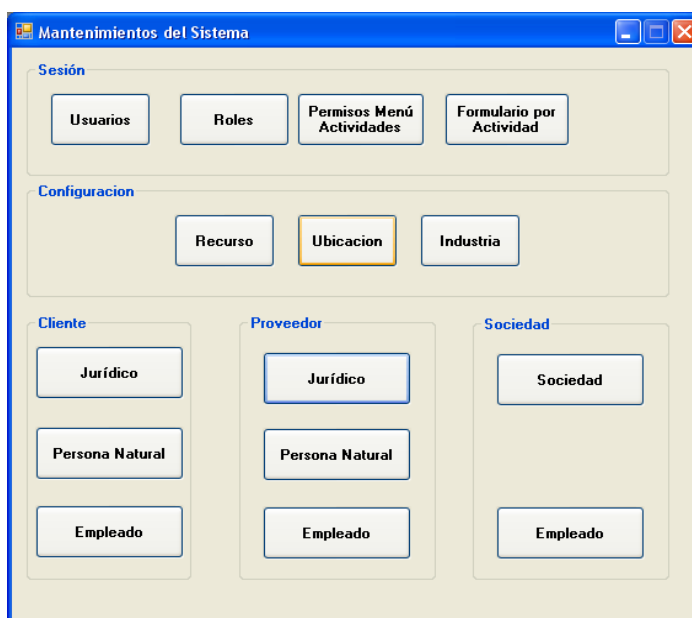 Mantenimientos del Sistema
Sesión
Usuarios
Roles
Permisos Menú
Actividades
Formulario por
Actividad
Configuracion
Recurso
Ubicacion
Industria
Cliente
Jurídico
Persona Natural
Empleado
Proveedor
Jurídico
Persona Natural
Empleado
Sociedad
Sociedad
Empleado